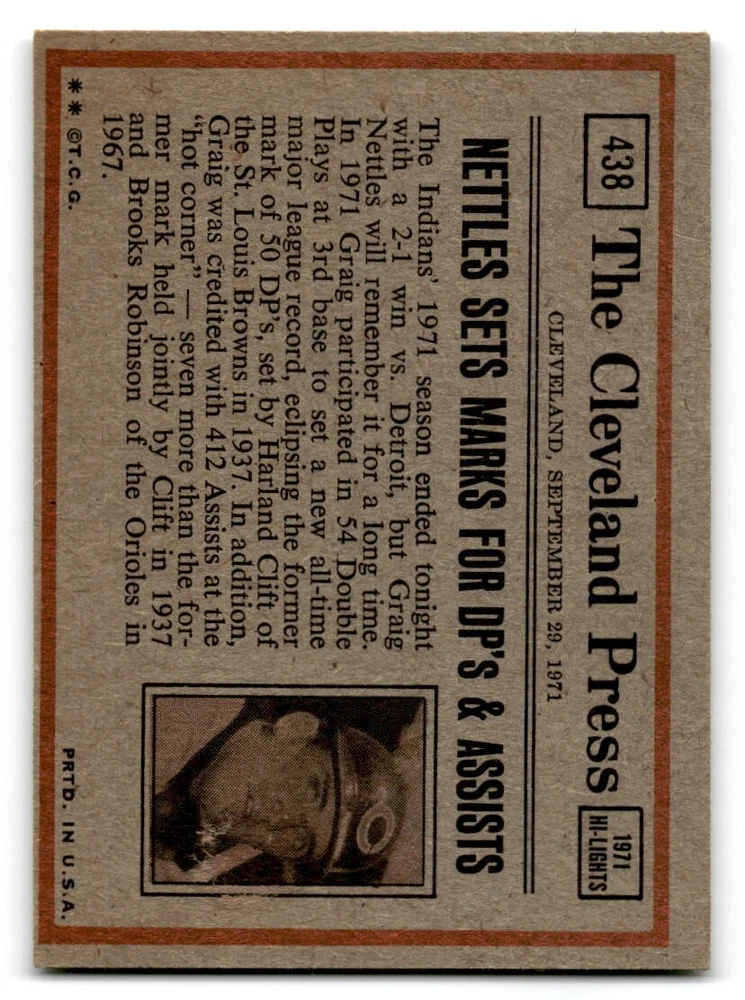 438
The Cleveland Press
1971
HI-LIGHTS
CLEVELAND, SEPTEMBER 29, 1971
NETTLES SETS MARKS FOR DP'S & ASSISTS
The Indians' 1971 season ended tonight
with a 2-1 win vs. Detroit, but Graig
Nettles will remember it for a long time.
In 1971 Graig participated in 54 Double
Plays at 3rd base to set a new all-time
major league record, eclipsing the former
mark of 50 DP's, set by Harland Clift of
the St. Louis Browns in 1937. In addition,
Graig was credited with 412 Assists at the
"hot corner" — seven more than the for-
mer mark held jointly by Clift in 1937
and Brooks Robinson of the Orioles in
1967.
** ©T.C.G.
PRTD. IN U.S.A.